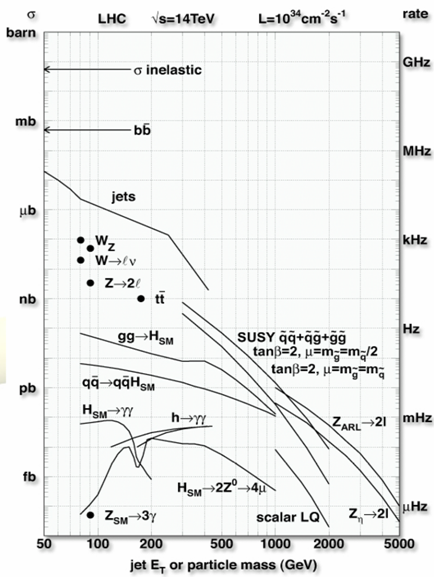 σ LHC √s=14TeV L=10³⁴cm⁻²s⁻¹ rate
barn
GHz
σ inelastic
mb
bb̄
MHz
jets
μb
W
Z
kHz
W→ℓν
Z→2ℓ
nb
tt̄
Hz
SUSY q̃q̃+q̃g̃+g̃g̃
gg→H_SM
tanβ=2, μ=m_g̃=m_q̃/2
tanβ=2, μ=m_g̃=m_q̃
qq̄→qq̄H_SM
pb
H_SM→γγ
h→γγ
mHz
Z_ARL→2l
fb
H_SM→2Z⁰→4μ
μHz
Z_SM→3γ
scalar LQ
Z_η→2l
50 100 200 500 1000 2000 5000
jet E_T or particle mass (GeV)